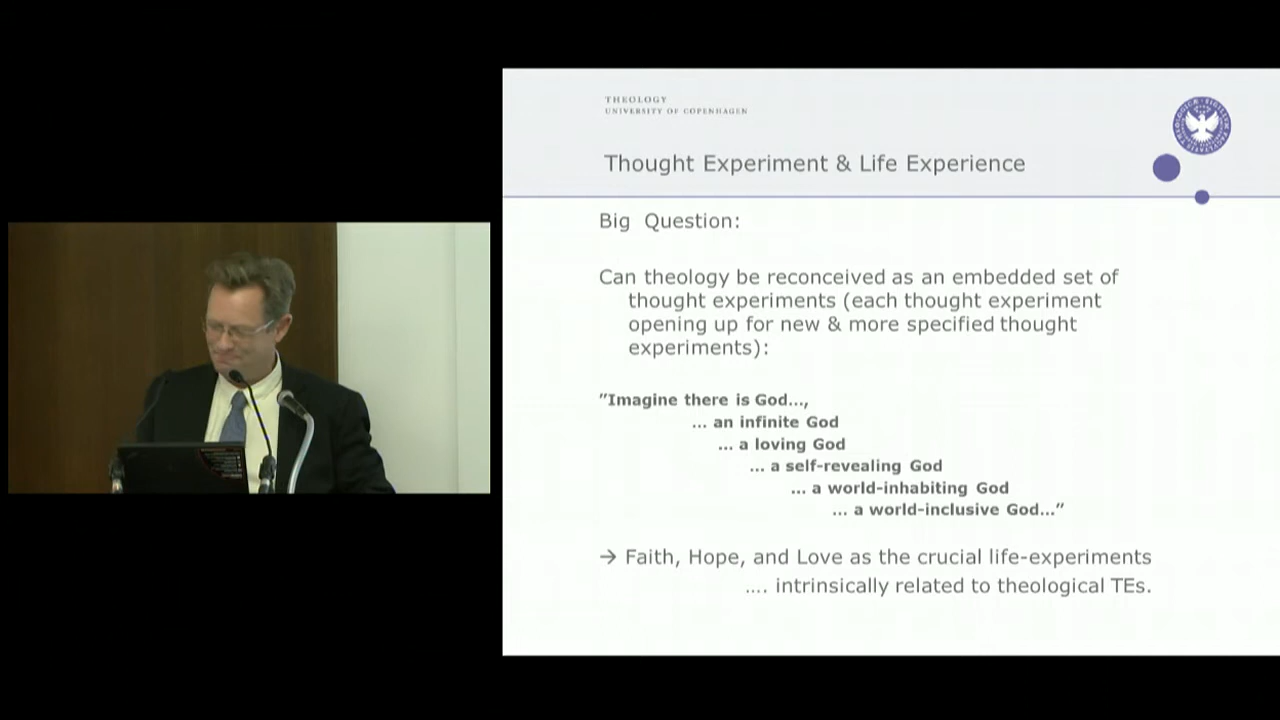 THEOLOGY
UNIVERSITY OF COPENHAGEN
Thought Experiment & Life Experience
Big Question:
Can theology be reconceived as an embedded set of
thought experiments (each thought experiment
opening up for new & more specified thought
experiments):
”Imagine there is God...,
... an infinite God
... a loving God
... a self-revealing God
... a world-inhabiting God
... a world-inclusive God...”
→ Faith, Hope, and Love as the crucial life-experiments
.... intrinsically related to theological TEs.